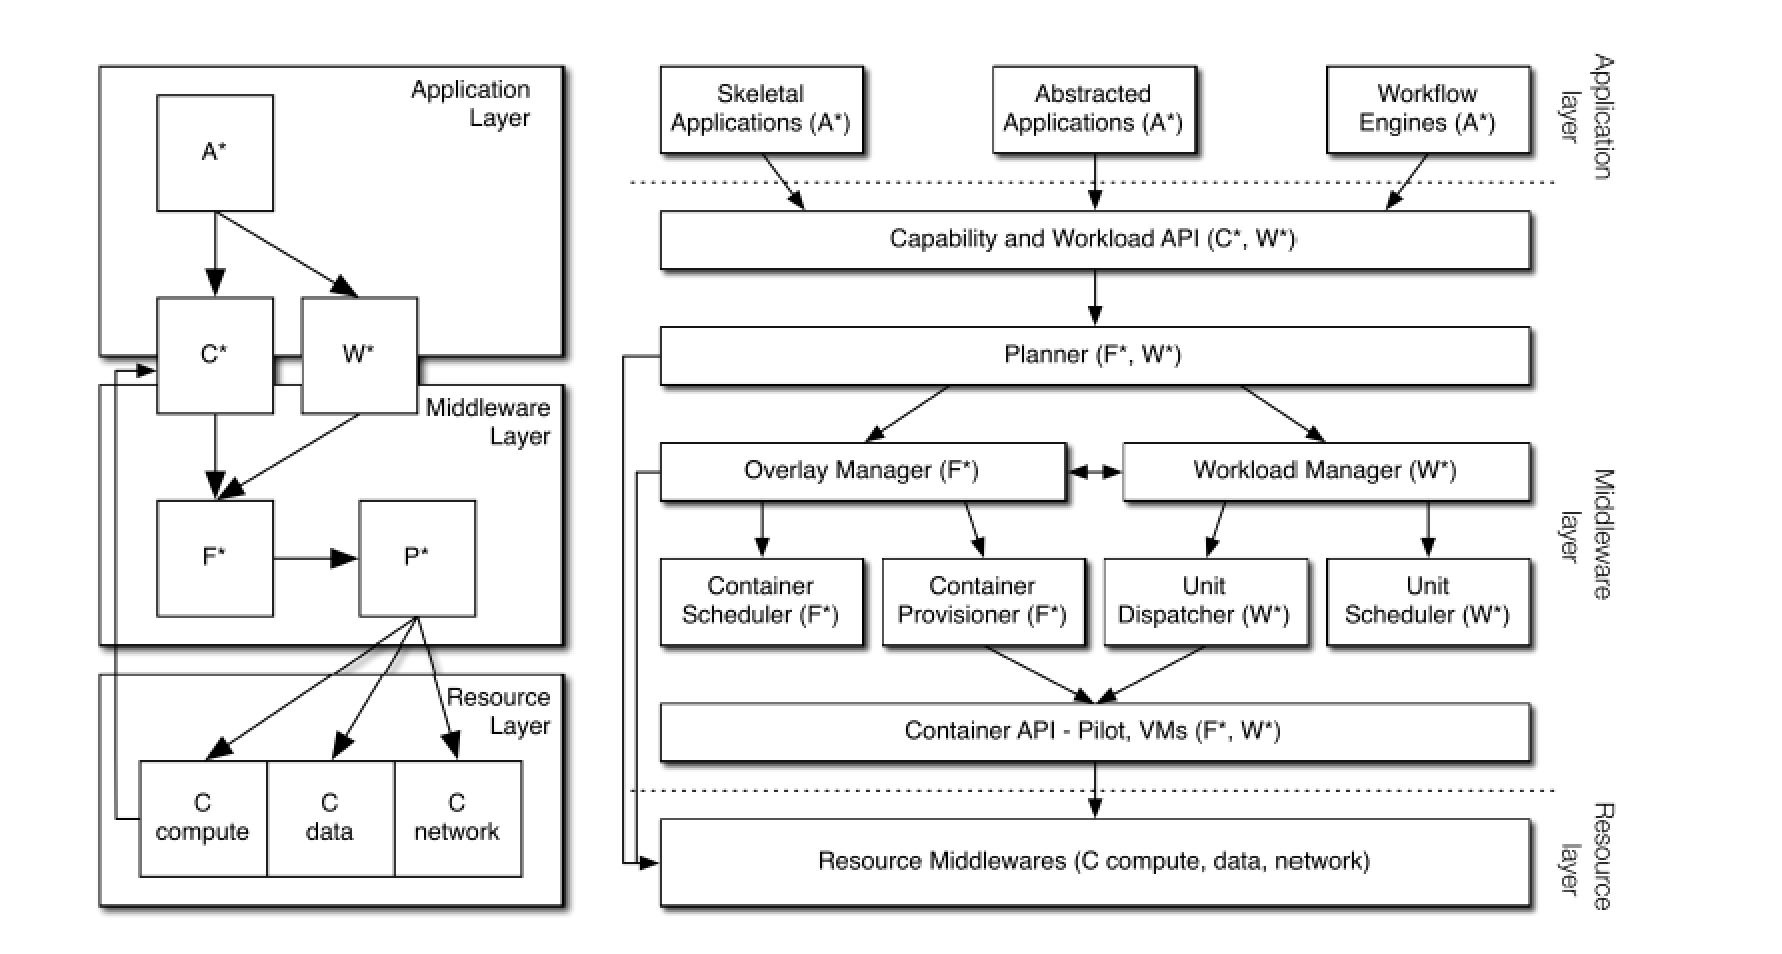 Application
Layer
A*
C*
W*
Middleware
Layer
F*
P*
Resource
Layer
C
compute
C
data
C
network
Skeletal
Applications (A*)
Abstracted
Applications (A*)
Workflow
Engines (A*)
Application
layer
Capability and Workload API (C*, W*)
Planner (F*, W*)
Overlay Manager (F*)
Workload Manager (W*)
Middleware
layer
Container
Scheduler (F*)
Container
Provisioner (F*)
Unit
Dispatcher (W*)
Unit
Scheduler (W*)
Container API - Pilot, VMs (F*, W*)
Resource Middlewares (C compute, data, network)
Resource
layer